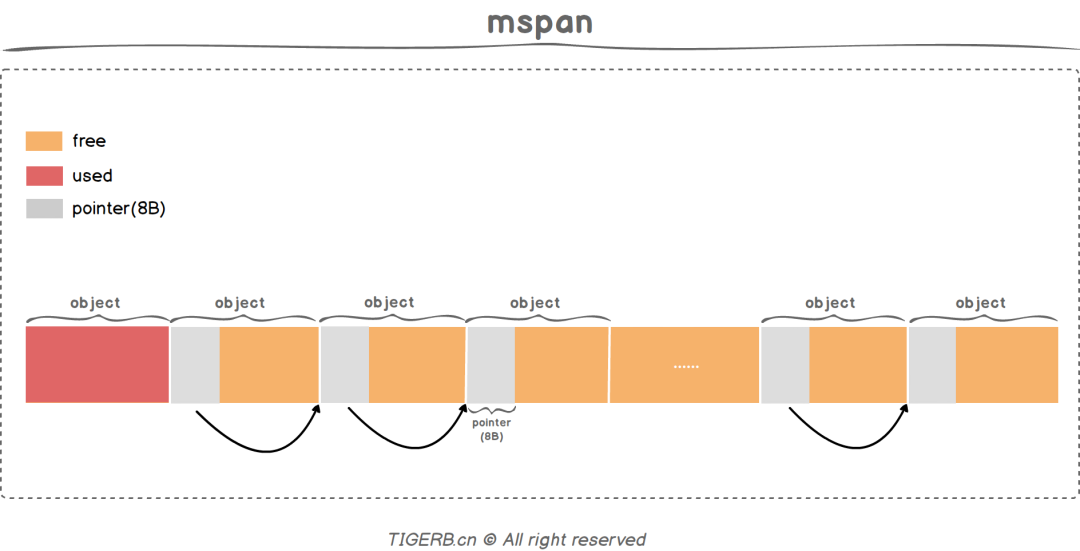 mspan
free
used
pointer(8B)
object
object
object
object
object
object
......
pointer
(8B)
TIGERB.cn © All right reserved